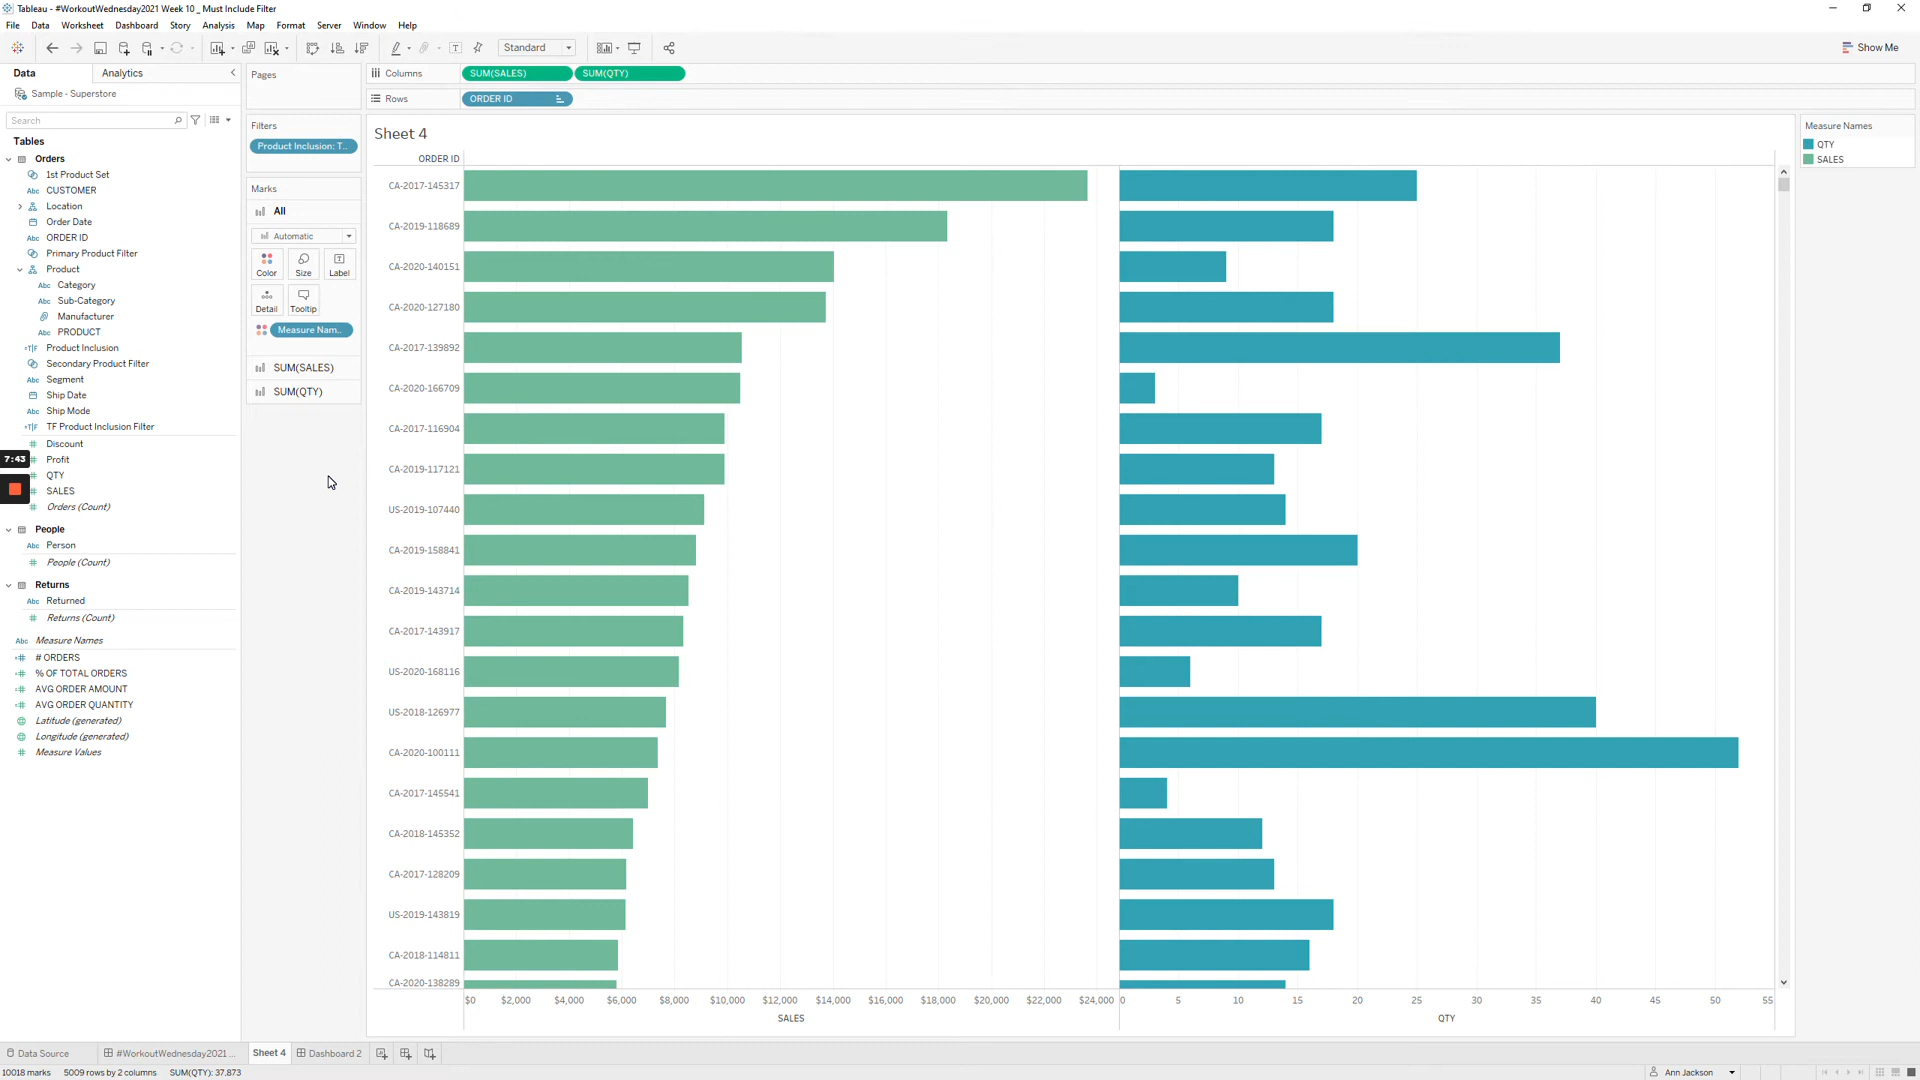 Tableau - #WorkoutWednesday2021 Week 10 _ Must Include Filter
File Data Worksheet Dashboard Story Analysis Map Format Server Window Help
Standard
Show Me
Data Analytics
Sample - Superstore
Search
Tables
Orders
1st Product Set
CUSTOMER
Location
Order Date
ORDER ID
Primary Product Filter
Product
Category
Sub-Category
Manufacturer
PRODUCT
Product Inclusion
Secondary Product Filter
Segment
Ship Date
Ship Mode
TF Product Inclusion Filter
Discount
7:43
Profit
QTY
SALES
Orders (Count)
People
Person
People (Count)
Returns
Returned
Returns (Count)
Measure Names
# ORDERS
% OF TOTAL ORDERS
AVG ORDER AMOUNT
AVG ORDER QUANTITY
Latitude (generated)
Longitude (generated)
Measure Values
Pages
Filters
Product Inclusion: T...
Marks
All
Automatic
Color Size Label
Detail Tooltip
Measure Nam..
SUM(SALES)
SUM(QTY)
Columns SUM(SALES) SUM(QTY)
Rows ORDER ID
Sheet 4
ORDER ID
CA-2017-145317
CA-2019-118689
CA-2020-140151
CA-2020-127180
CA-2017-139892
CA-2020-166709
CA-2017-116904
CA-2019-117121
US-2019-107440
CA-2019-158841
CA-2019-143714
CA-2017-143917
US-2020-168116
US-2018-126977
CA-2020-100111
CA-2017-145541
CA-2018-145352
CA-2017-128209
US-2019-143819
CA-2018-114811
CA-2020-138289
$0 $2,000 $4,000 $6,000 $8,000 $10,000 $12,000 $14,000 $16,000 $18,000 $20,000 $22,000 $24,000
SALES
0 5 10 15 20 25 30 35 40 45 50 55
QTY
Measure Names
QTY
SALES
Data Source #WorkoutWednesday2021 ... Sheet 4 Dashboard 2
10018 marks 5009 rows by 2 columns SUM(QTY): 37,873
Ann Jackson